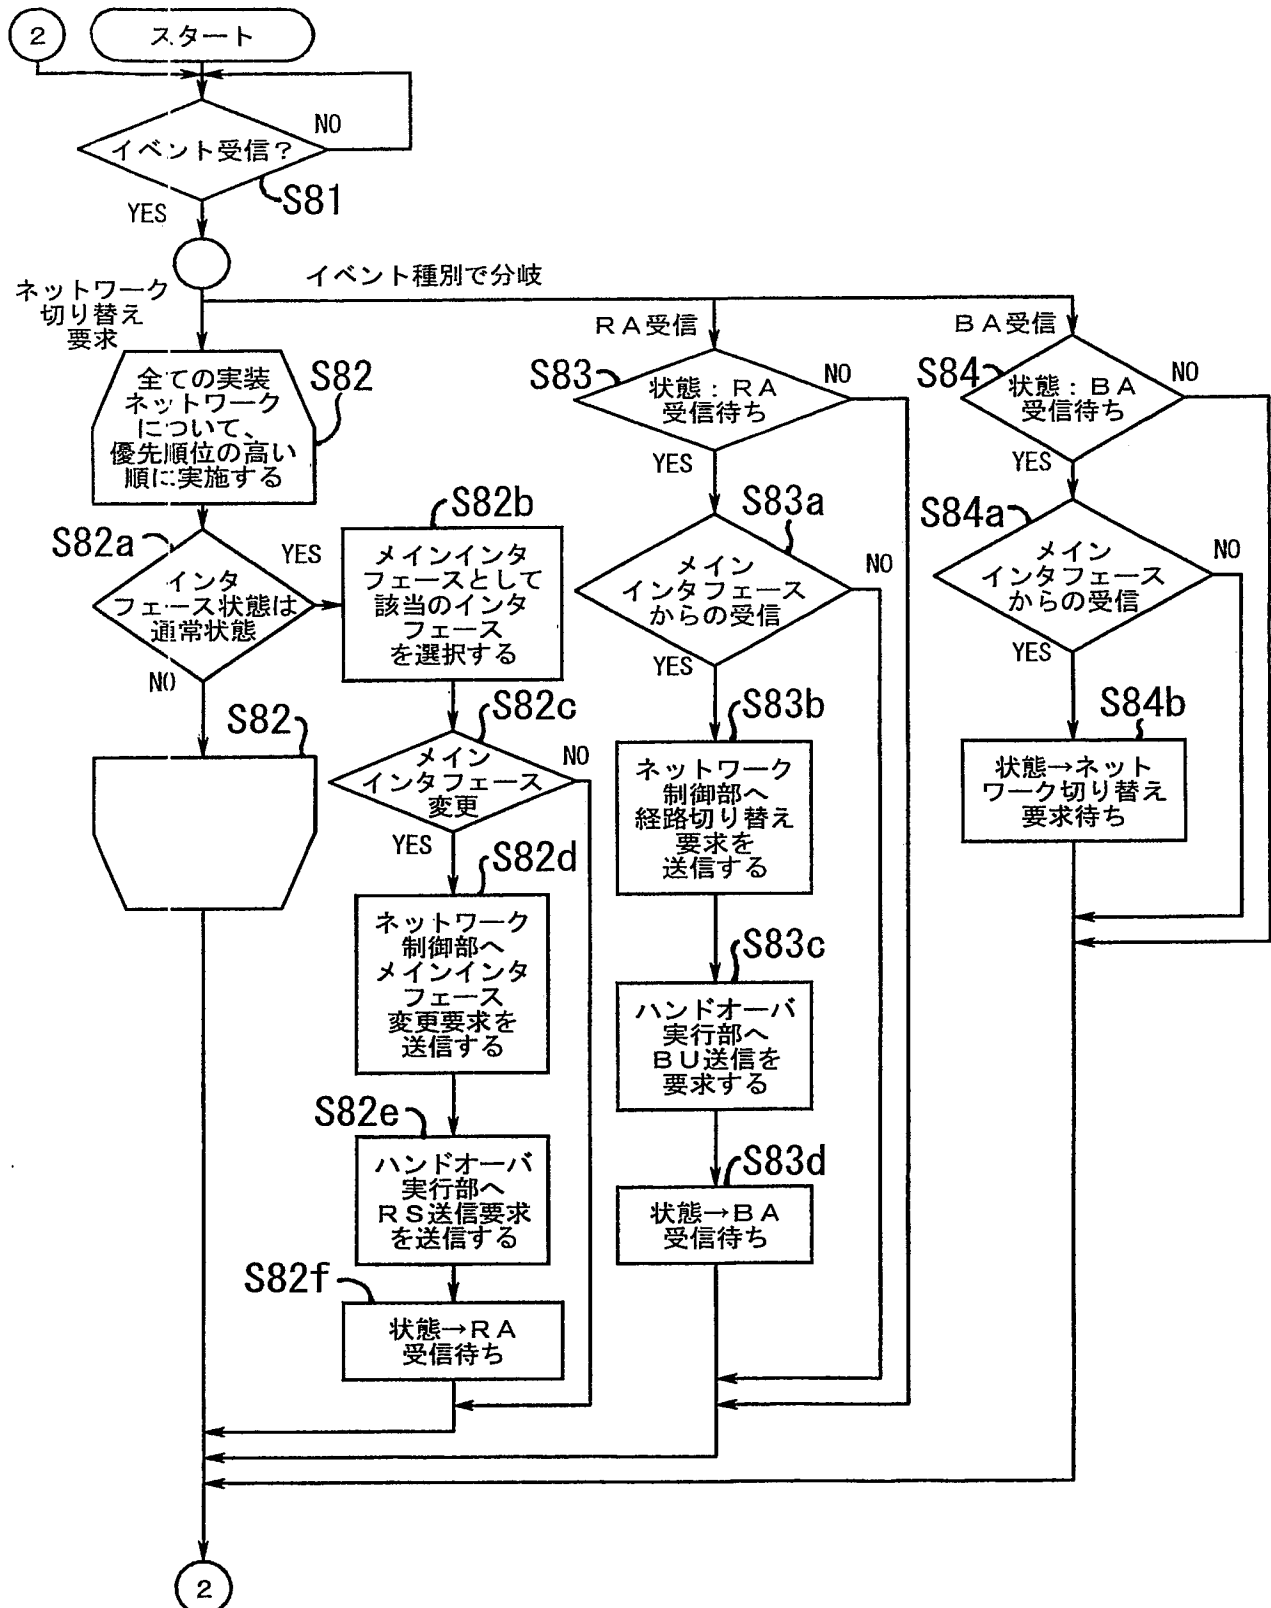 2
スタート
イベント受信?
NO
S81
YES
イベント種別で分岐
ネットワーク
切り替え
要求
S82
全ての実装
ネットワーク
について、
優先順位の高い
順に実施する
S82a
インタ
フェース状態は
通常状態
YES
NO
S82
S82b
メインインタ
フェースとして
該当のインタ
フェース
を選択する
S82c
メイン
インタフェース
変更
NO
YES
S82d
ネットワーク
制御部へ
メインインタ
フェース
変更要求を
送信する
S82e
ハンドオーバ
実行部へ
RS送信要求
を送信する
S82f
状態→RA
受信待ち
RA受信
S83
状態:RA
受信待ち
NO
YES
S83a
メイン
インタフェース
からの受信
NO
YES
S83b
ネットワーク
制御部へ
経路切り替え
要求を
送信する
S83c
ハンドオーバ
実行部へ
BU送信を
要求する
S83d
状態→BA
受信待ち
BA受信
S84
状態:BA
受信待ち
NO
YES
S84a
メイン
インタフェース
からの受信
NO
YES
S84b
状態→ネット
ワーク切り替え
要求待ち
2